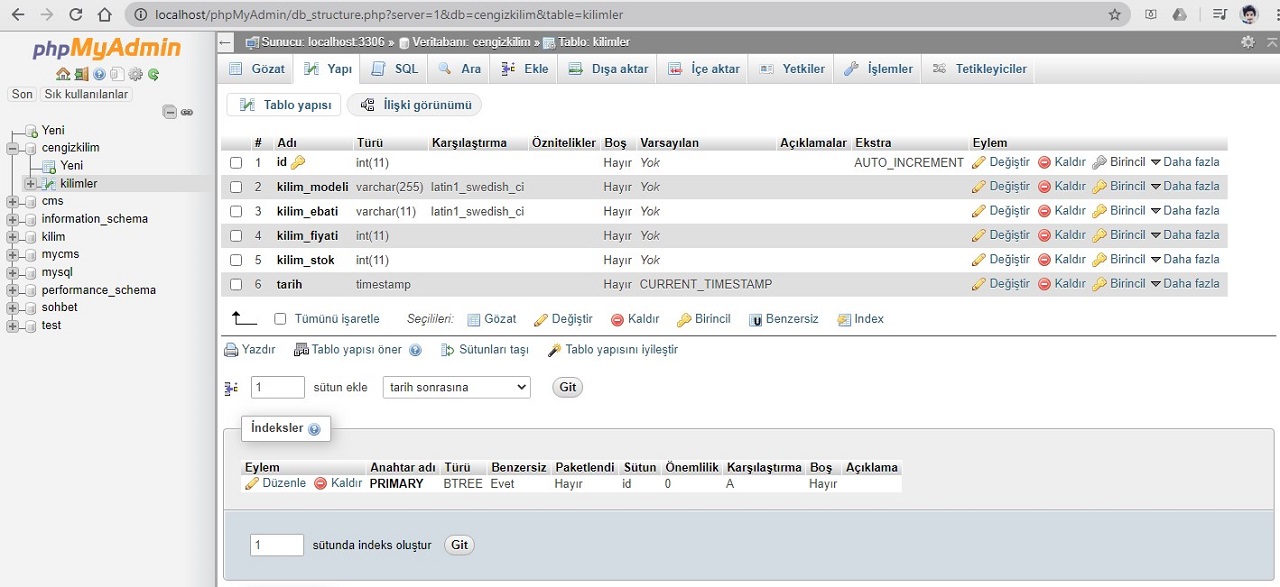 localhost/phpMyAdmin/db_structure.php?server=1&db=cengizkilim&table=kilimler
phpMyAdmin
Son Sık kullanılanlar
Yeni
cengizkilim
Yeni
kilimler
cms
information_schema
kilim
mycms
mysql
performance_schema
sohbet
test
Sunucu: localhost:3306 » Veritabanı: cengizkilim » Tablo: kilimler
Gözat Yapı SQL Ara Ekle Dışa aktar İçe aktar Yetkiler İşlemler Tetikleyiciler
Tablo yapısı İlişki görünümü
# Adı Türü Karşılaştırma Öznitelikler Boş Varsayılan Açıklamalar Ekstra Eylem
1 id int(11) Hayır Yok AUTO_INCREMENT Değiştir Kaldır Birincil Daha fazla
2 kilim_modeli varchar(255) latin1_swedish_ci Hayır Yok Değiştir Kaldır Birincil Daha fazla
3 kilim_ebati varchar(11) latin1_swedish_ci Hayır Yok Değiştir Kaldır Birincil Daha fazla
4 kilim_fiyati int(11) Hayır Yok Değiştir Kaldır Birincil Daha fazla
5 kilim_stok int(11) Hayır Yok Değiştir Kaldır Birincil Daha fazla
6 tarih timestamp Hayır CURRENT_TIMESTAMP Değiştir Kaldır Birincil Daha fazla
Tümünü işaretle Seçilileri: Gözat Değiştir Kaldır Birincil Benzersiz Index
Yazdır Tablo yapısı öner Sütunları taşı Tablo yapısını iyileştir
1 sütun ekle tarih sonrasına Git
İndeksler
Eylem Anahtar adı Türü Benzersiz Paketlendi Sütun Önemlilik Karşılaştırma Boş Açıklama
Düzenle Kaldır PRIMARY BTREE Evet Hayır id 0 A Hayır
1 sütunda indeks oluştur Git